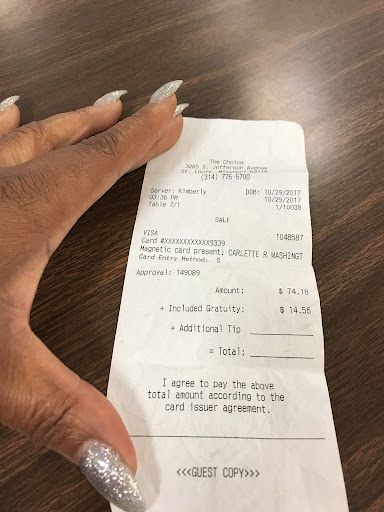 The Choice
3265 S. Jefferson Avenue
St. Louis, Missouri 63118
(314) 776-5700
Server: Kimberly DOB: 10/29/2017
03:36 PM 10/29/2017
Table 7/1 1/10038
SALE
VISA 1048587
Card #XXXXXXXXXXXX9339
Magnetic card present: CARLETTE R WASHINGT
Card Entry Method: S
Approval: 149089
Amount: $ 74.18
+ Included Gratuity: $ 14.56
+ Additional Tip
= Total:
I agree to pay the above
total amount according to the
card issuer agreement.
<<<GUEST COPY>>>